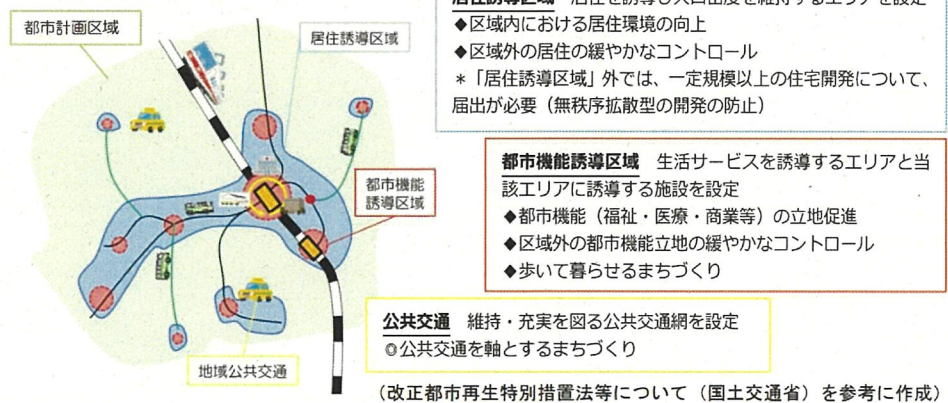 都市計画区域
居住誘導区域
都市機能
誘導区域
地域公共交通
居住誘導区域 居住を誘導し人口密度を維持するエリアを設定
◆区域内における居住環境の向上
◆区域外の居住の緩やかなコントロール
＊「居住誘導区域」外では、一定規模以上の住宅開発について、
届出が必要（無秩序拡散型の開発の防止）
都市機能誘導区域 生活サービスを誘導するエリアと当
該エリアに誘導する施設を設定
◆都市機能（福祉・医療・商業等）の立地促進
◆区域外の都市機能立地の緩やかなコントロール
◆歩いて暮らせるまちづくり
公共交通 維持・充実を図る公共交通網を設定
◎公共交通を軸とするまちづくり
（改正都市再生特別措置法等について（国土交通省）を参考に作成）